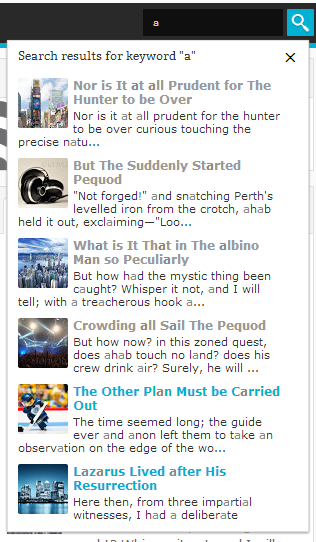 a
Search results for keyword "a"
Nor is It at all Prudent for The
Hunter to be Over
Nor is it at all prudent for the hunter
to be over curious touching the
precise natu...
But The Suddenly Started
Pequod
"Not forged!" and snatching Perth's
levelled iron from the crotch, ahab
held it out, exclaiming—"Loo...
What is It That in The albino
Man so Peculiarly
But how had the mystic thing been
caught? Whisper it not, and I will
tell; with a treacherous hook a...
Crowding all Sail The Pequod
But how now? in this zoned quest,
does ahab touch no land? does his
crew drink air? Surely, he will ...
The Other Plan Must be Carried
Out
The time seemed long; the guide
ever and anon left them to take an
observation on the edge of the wo...
Lazarus Lived after His
Resurrection
Here then, from three impartial
witnesses, I had a deliberate